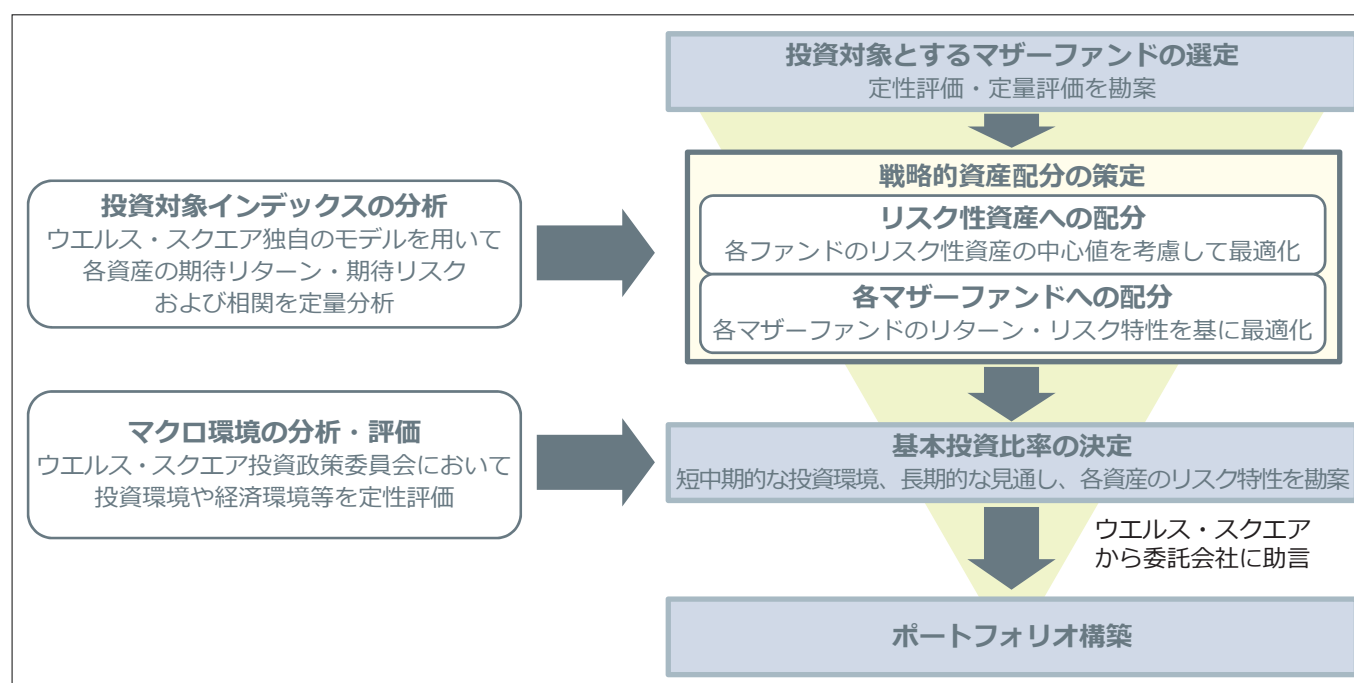 投資対象とするマザーファンドの選定
定性評価・定量評価を勘案
戦略的資産配分の策定
リスク性資産への配分
各ファンドのリスク性資産の中心値を考慮して最適化
各マザーファンドへの配分
各マザーファンドのリターン・リスク特性を基に最適化
投資対象インデックスの分析
ウエルス・スクエア独自のモデルを用いて
各資産の期待リターン・期待リスク
および相関を定量分析
マクロ環境の分析・評価
ウエルス・スクエア投資政策委員会において
投資環境や経済環境等を定性評価
基本投資比率の決定
短中期的な投資環境、長期的な見通し、各資産のリスク特性を勘案
ウエルス・スクエア
から委託会社に助言
ポートフォリオ構築